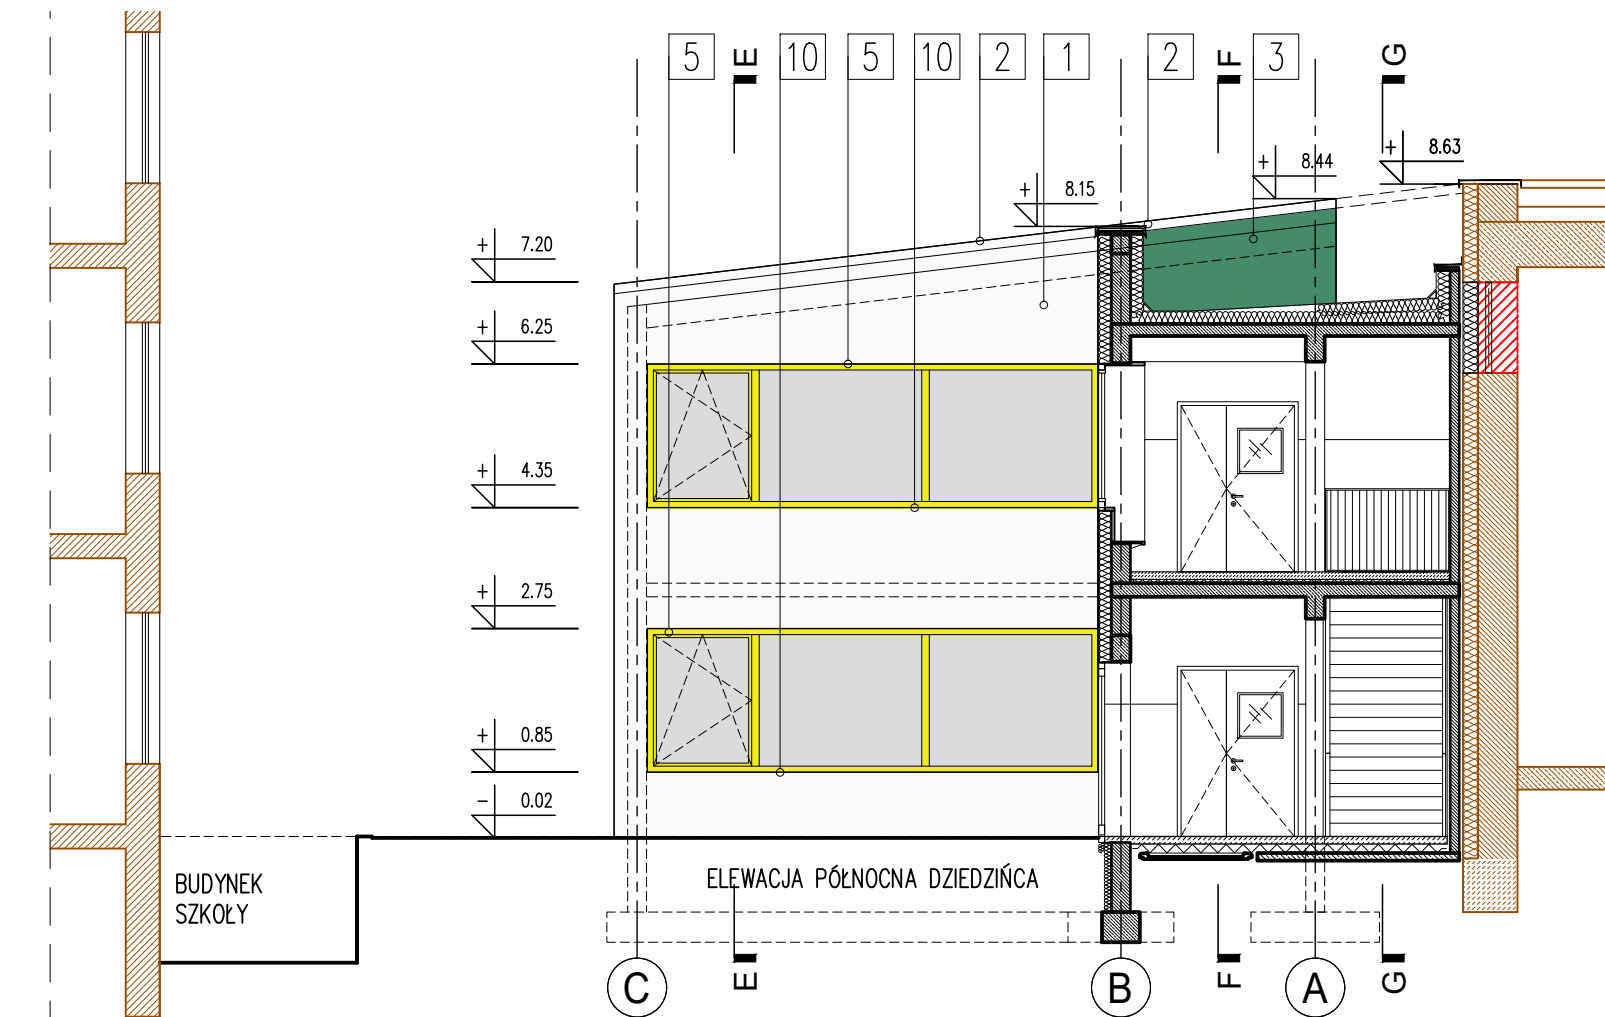 5
10
5
10
2
1
2
3
E
F
G
+ 8.63
+ 8.44
+ 8.15
+ 7.20
+ 6.25
+ 4.35
+ 2.75
+ 0.85
- 0.02
BUDYNEK
SZKOŁY
ELEWACJA PÓŁNOCNA DZIEDZIŃCA
E
F
G
C
B
A